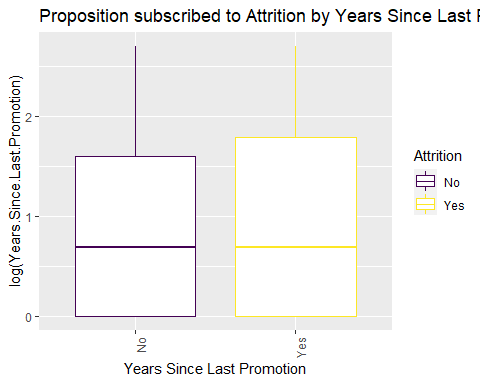 Proposition subscribed to Attrition by Years Since Last P
log(Years.Since.Last.Promotion)
2
1
0
No
Yes
Years Since Last Promotion
Attrition
No
Yes